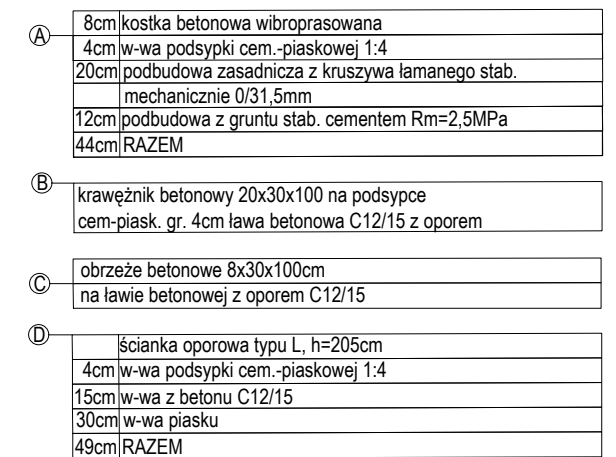 A
8cm kostka betonowa wibroprasowana
4cm w-wa podsypki cem.-piaskowej 1:4
20cm podbudowa zasadnicza z kruszywa łamanego stab.
mechanicznie 0/31,5mm
12cm podbudowa z gruntu stab. cementem Rm=2,5MPa
44cm RAZEM
B
krawężnik betonowy 20x30x100 na podsypce
cem-piask. gr. 4cm ława betonowa C12/15 z oporem
C
obrzeże betonowe 8x30x100cm
na ławie betonowej z oporem C12/15
D
ścianka oporowa typu L, h=205cm
4cm w-wa podsypki cem.-piaskowej 1:4
15cm w-wa z betonu C12/15
30cm w-wa piasku
49cm RAZEM